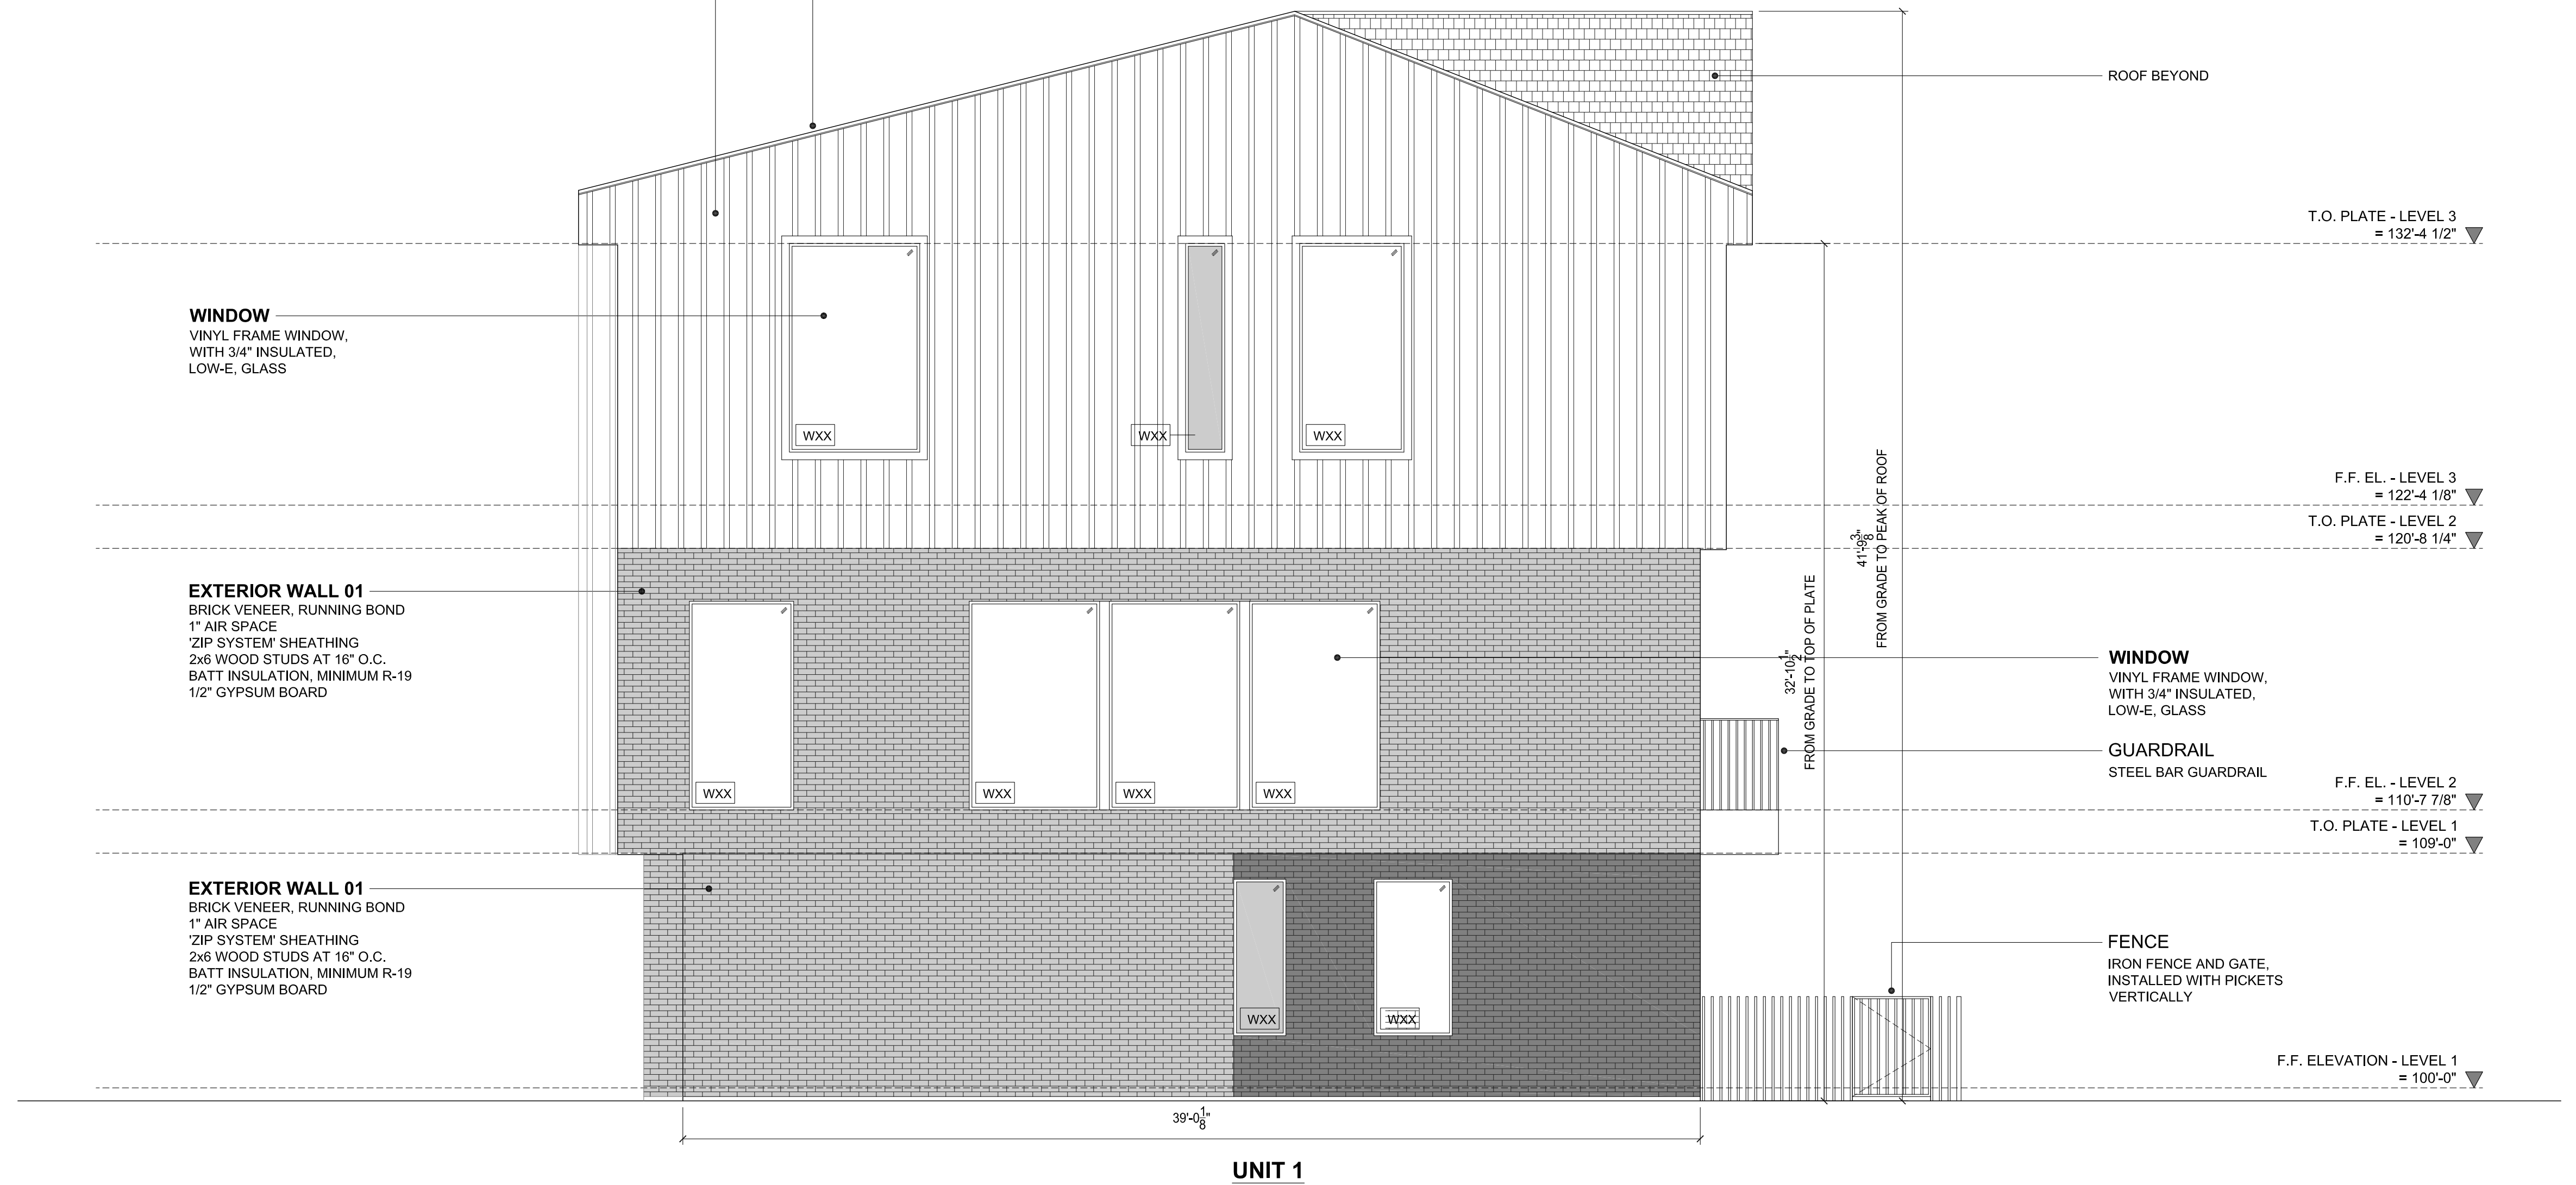 ROOF BEYOND
T.O. PLATE - LEVEL 3
= 132'-4 1/2"
WINDOW
VINYL FRAME WINDOW,
WITH 3/4" INSULATED,
LOW-E, GLASS
WXX
WXX
WXX
F.F. EL. - LEVEL 3
= 122'-4 1/8"
T.O. PLATE - LEVEL 2
= 120'-8 1/4"
41'-9 3/8"
FROM GRADE TO PEAK OF ROOF
EXTERIOR WALL 01
BRICK VENEER, RUNNING BOND
1" AIR SPACE
'ZIP SYSTEM' SHEATHING
2x6 WOOD STUDS AT 16" O.C.
BATT INSULATION, MINIMUM R-19
1/2" GYPSUM BOARD
32'-10 1/2"
FROM GRADE TO TOP OF PLATE
WINDOW
VINYL FRAME WINDOW,
WITH 3/4" INSULATED,
LOW-E, GLASS
GUARDRAIL
STEEL BAR GUARDRAIL
WXX
WXX
WXX
WXX
F.F. EL. - LEVEL 2
= 110'-7 7/8"
T.O. PLATE - LEVEL 1
= 109'-0"
EXTERIOR WALL 01
BRICK VENEER, RUNNING BOND
1" AIR SPACE
'ZIP SYSTEM' SHEATHING
2x6 WOOD STUDS AT 16" O.C.
BATT INSULATION, MINIMUM R-19
1/2" GYPSUM BOARD
FENCE
IRON FENCE AND GATE,
INSTALLED WITH PICKETS
VERTICALLY
WXX
WXX
F.F. ELEVATION - LEVEL 1
= 100'-0"
39'-0 1/8"
UNIT 1